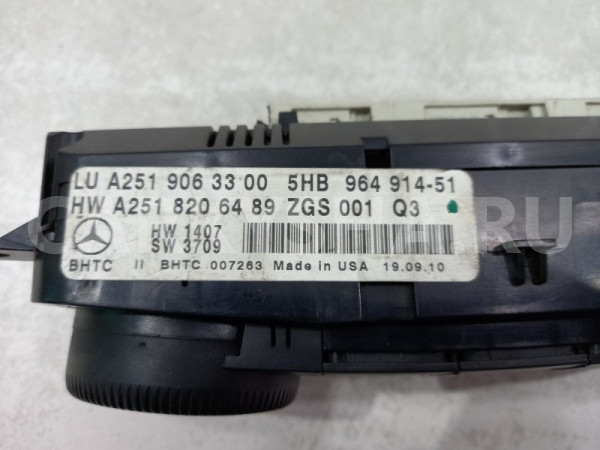 LU A251 906 33 00 5HB 964 914-51
HW A251 820 64 89 ZGS 001 Q3
HW 1407
SW 3709
BHTC II BHTC 007263 Made in USA 19.09.10